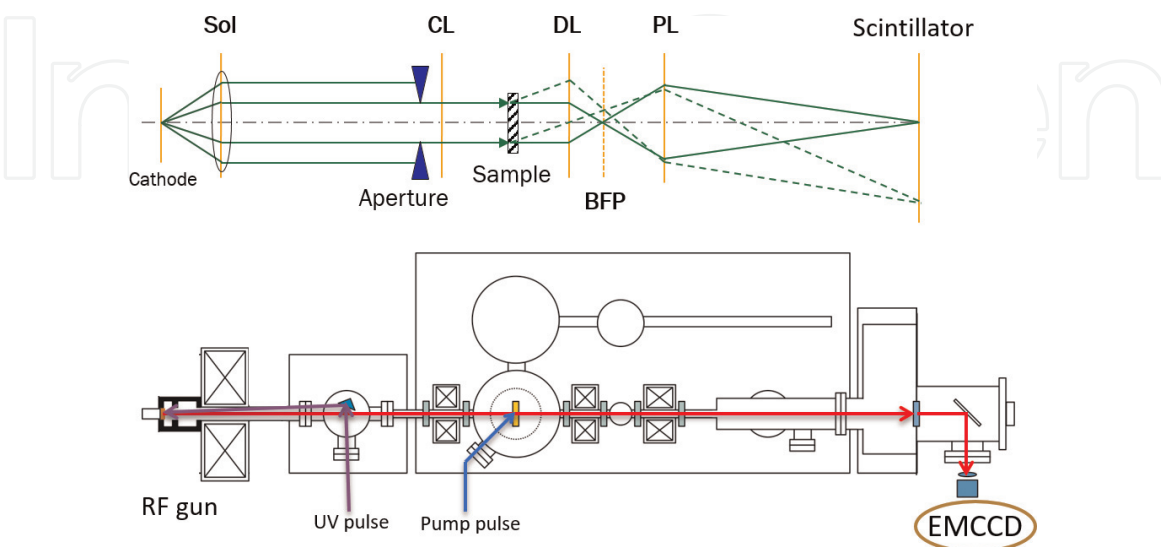 Sol
CL
DL
PL
Scintillator
Cathode
Aperture
Sample
BFP
RF gun
UV pulse
Pump pulse
EMCCD